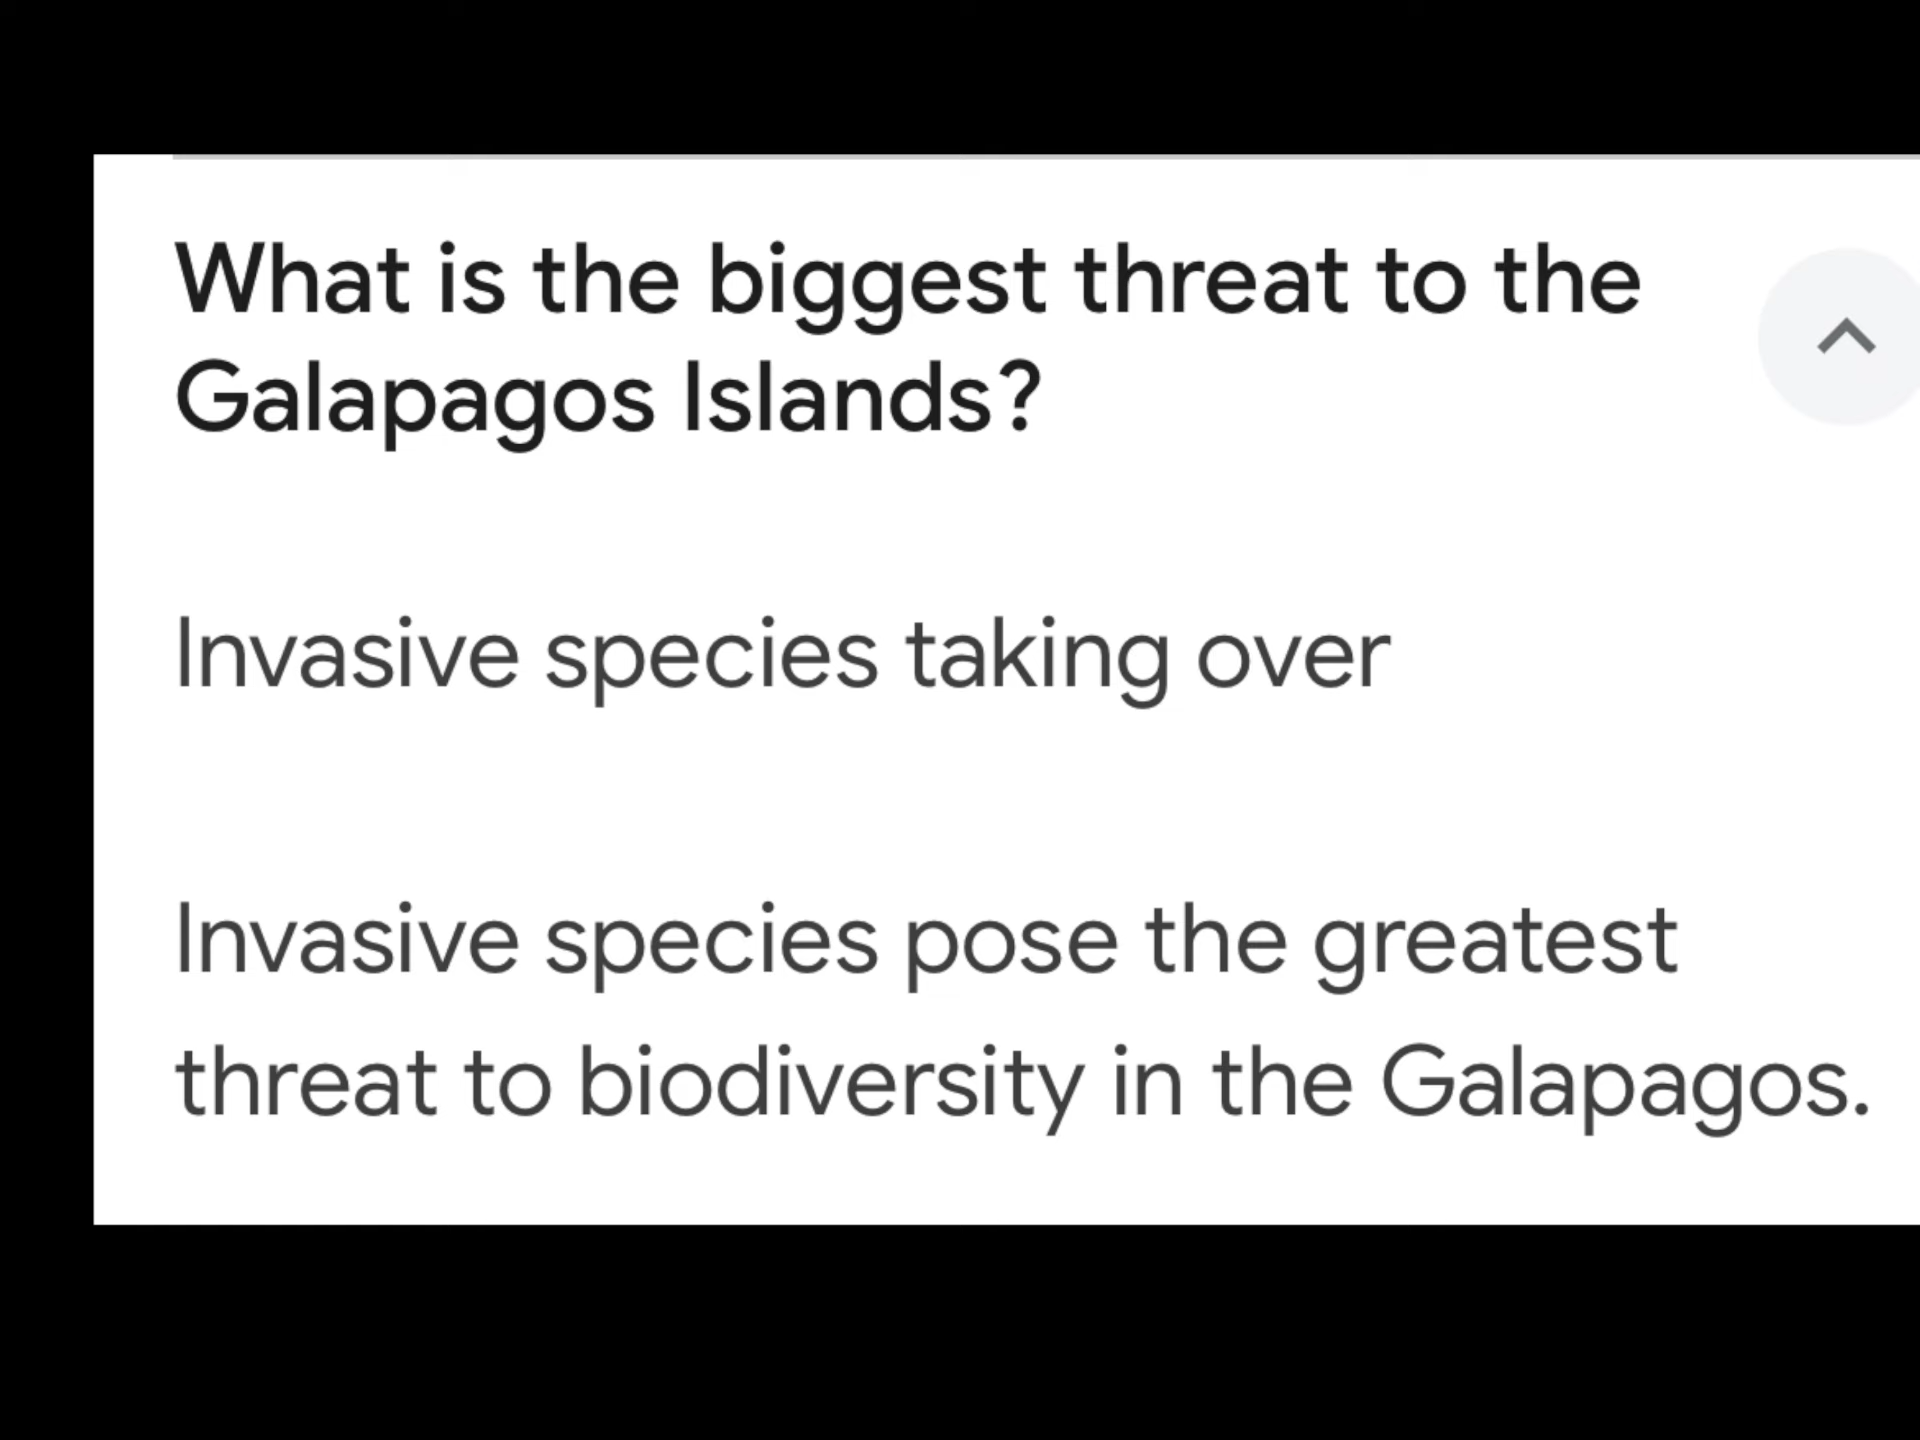 What is the biggest threat to the
Galapagos Islands?
Invasive species taking over
Invasive species pose the greatest
threat to biodiversity in the Galapagos.